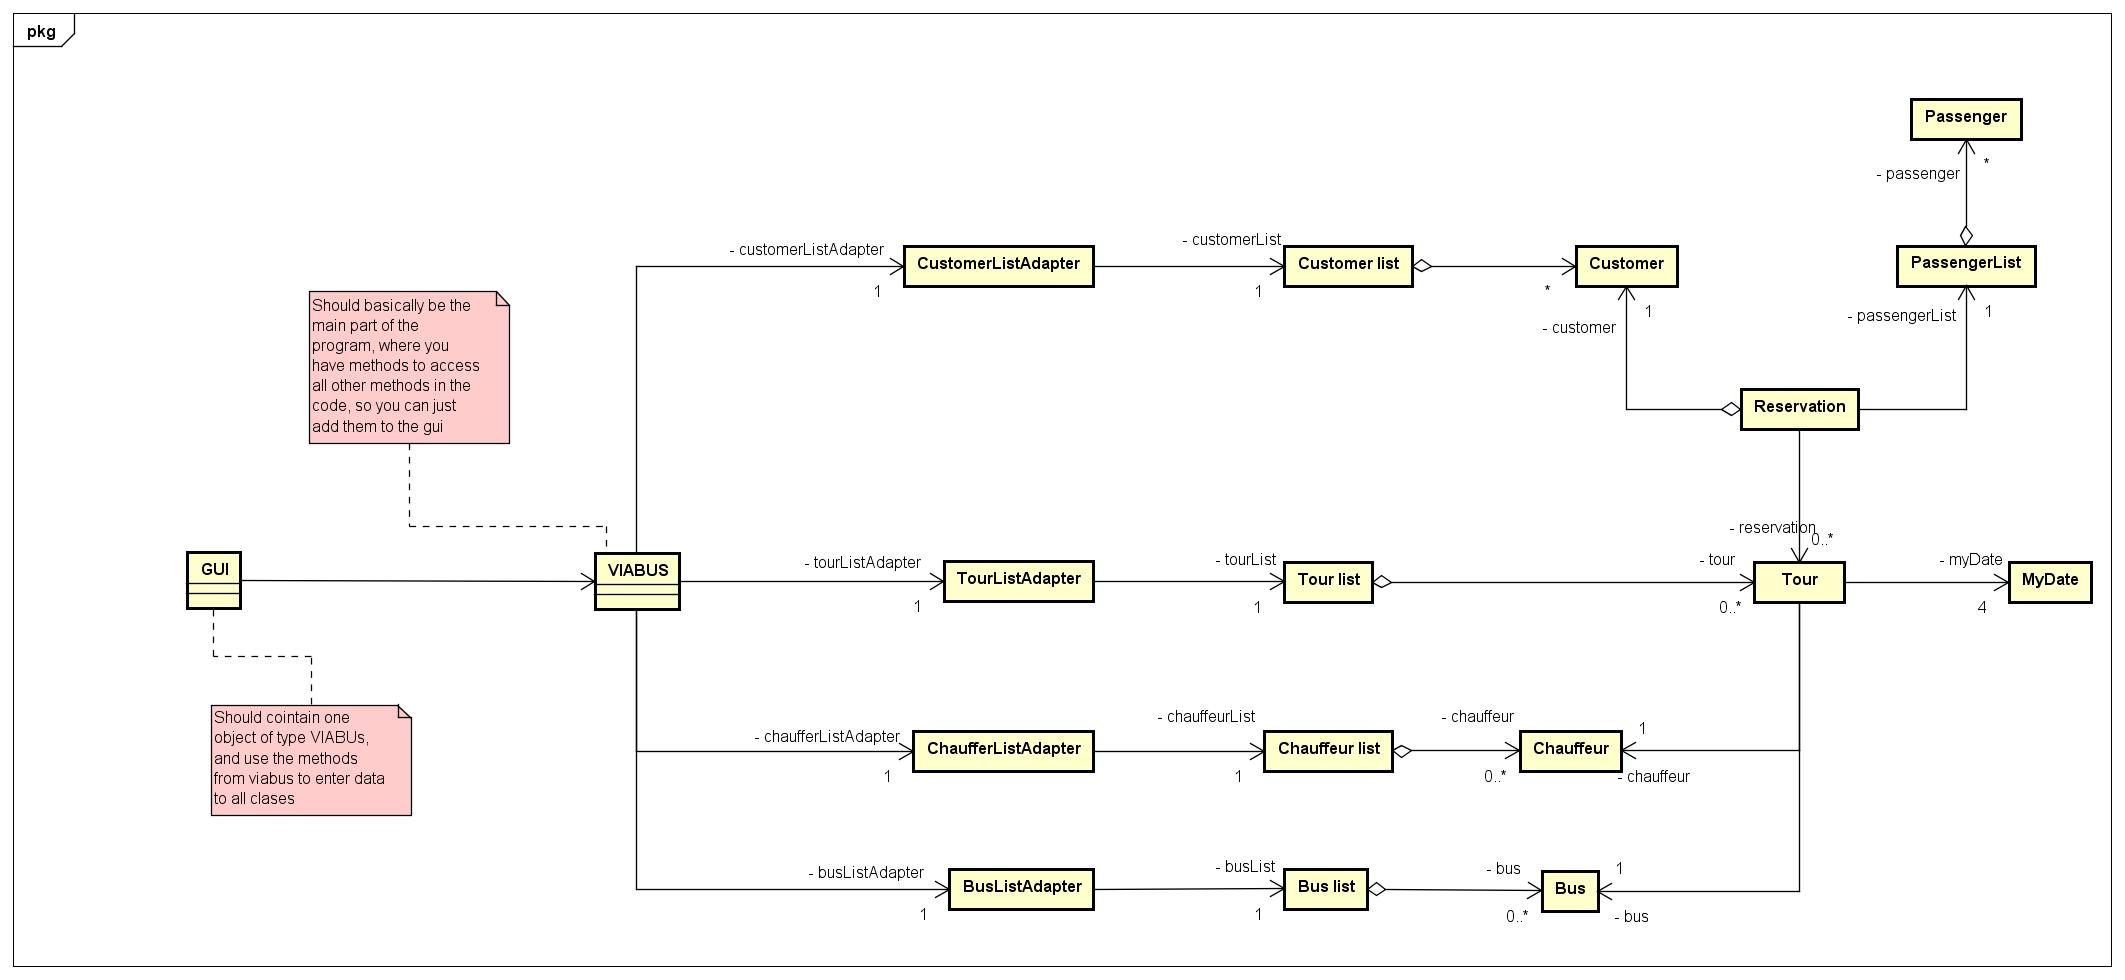 pkg
Passenger
*
- passenger
- customerListAdapter
CustomerListAdapter
1
- customerList
Customer list
1
*
Customer
1
- customer
PassengerList
- passengerList
1
Should basically be the
main part of the
program, where you
have methods to access
all other methods in the
code, so you can just
add them to the gui
Reservation
- reservation
0..*
GUI
VIABUS
- tourListAdapter
TourListAdapter
1
- tourList
Tour list
1
- tour
0..*
Tour
- myDate
MyDate
4
Should cointain one
object of type VIABUs,
and use the methods
from viabus to enter data
to all clases
- chaufferListAdapter
ChaufferListAdapter
1
- chauffeurList
Chauffeur list
1
- chauffeur
0..*
Chauffeur
1
- chauffeur
- busListAdapter
BusListAdapter
1
- busList
Bus list
1
- bus
0..*
Bus
1
- bus